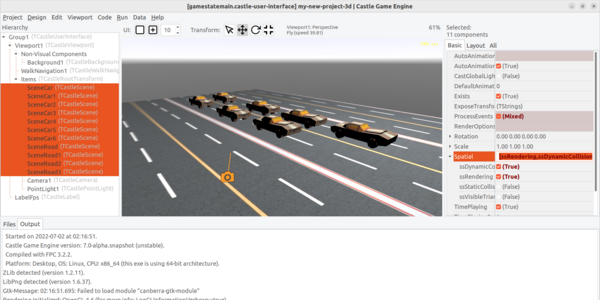 [gamestatemain.castle-user-interface] my-new-project-3d | Castle Game Engine
Project Design Edit Viewport Code Run Data Help
Hierarchy
Group1 (TCastleUserInterface)
Viewport1 (TCastleViewport)
Non-Visual Components
Background1 (TCastleBackground
WalkNavigation1 (TCastleWalkNavi
Items (TCastleRootTransform)
SceneCar (TCastleScene)
SceneCar1 (TCastleScene)
SceneCar2 (TCastleScene)
SceneCar3 (TCastleScene)
SceneCar4 (TCastleScene)
SceneCar5 (TCastleScene)
SceneCar6 (TCastleScene)
SceneRoad (TCastleScene)
SceneRoad1 (TCastleScene)
SceneRoad2 (TCastleScene)
SceneRoad3 (TCastleScene)
Camera1 (TCastleCamera)
PointLight1 (TCastlePointLight)
LabelFps (TCastleLabel)
UI:
10
Transform:
Viewport1: Perspective
Fly (speed 39.81)
61%
Selected:
11 components
Basic Layout All
AutoAnimation
AutoAnimation (True)
CastGlobalLigh (False)
DefaultAnimat 0
Exists (True)
ExposeTransfo (TStrings)
ProcessEvents (Mixed)
RenderOptions
Rotation 0.00 0.00 0.00 0.00
Scale 1.00 1.00 1.00
Spatial [ssRendering,ssDynamicCollision
ssDynamicCo (True)
ssRendering (True)
ssStaticCollis (False)
ssVisibleTrian (False)
TimePlaying (True)
Files Output
Started on 2022-07-02 at 02:16:51.
Castle Game Engine version: 7.0-alpha.snapshot (unstable).
Compiled with FPC 3.2.2.
Platform: Desktop, OS: Linux, CPU: x86_64 (this exe is using 64-bit architecture).
ZLib detected (version 1.2.11).
LibPng detected (version 1.6.37).
Gtk-Message: 02:16:51.695: Failed to load module "canberra-gtk-module"